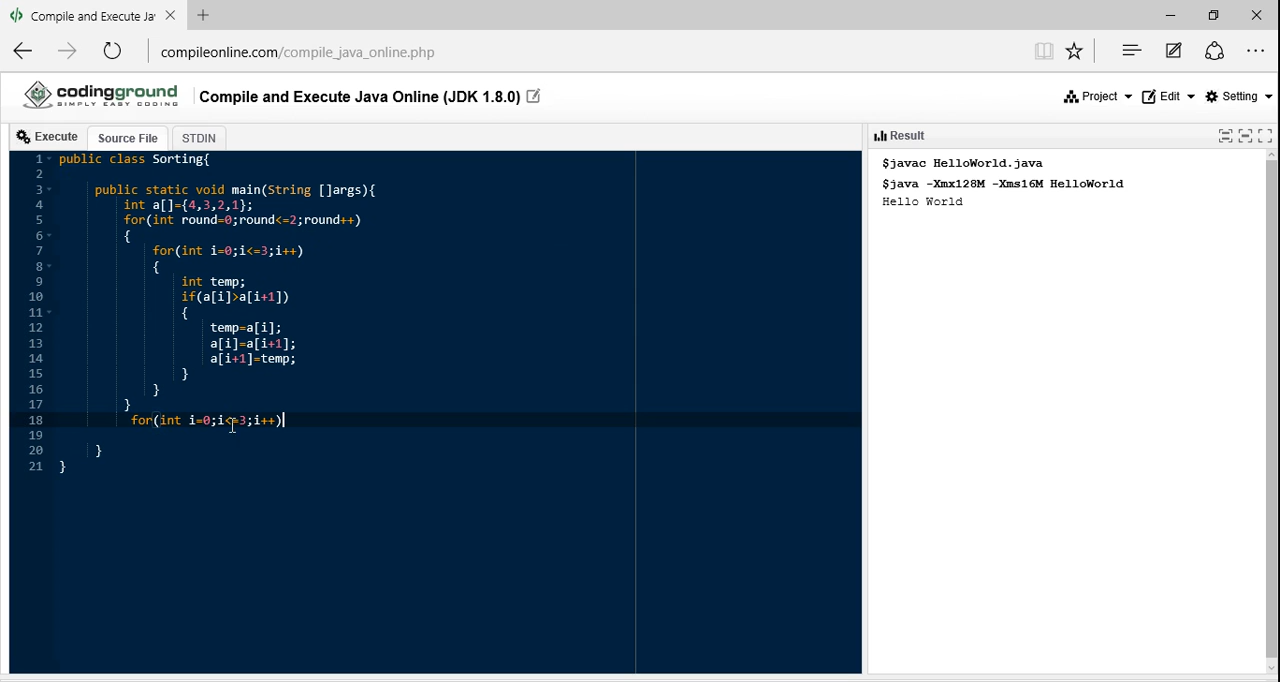 Compile and Execute Ja
compileonline.com/compile_java_online.php
codingground
SIMPLY EASY CODING
Compile and Execute Java Online (JDK 1.8.0)
Project
Edit
Setting
Execute
Source File
STDIN
Result
1 public class Sorting{
2
3 public static void main(String []args){
4 int a[]={4,3,2,1};
5 for(int round=0;round<=2;round++)
6 {
7 for(int i=0;i<=3;i++)
8 {
9 int temp;
10 if(a[i]>a[i+1])
11 {
12 temp=a[i];
13 a[i]=a[i+1];
14 a[i+1]=temp;
15 }
16 }
17 }
18 for(int i=0;i<=3;i++)
19
20 }
21 }
$javac HelloWorld.java
$java -Xmx128M -Xms16M HelloWorld
Hello World